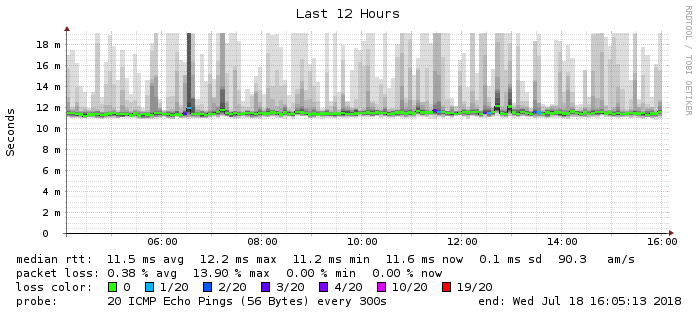 Last 12 Hours
RRDTOOL / TOBI OETIKER
Seconds
18 m
16 m
14 m
12 m
10 m
8 m
6 m
4 m
2 m
0
06:00 08:00 10:00 12:00 14:00 16:00
median rtt: 11.5 ms avg 12.2 ms max 11.2 ms min 11.6 ms now 0.1 ms sd 90.3 am/s
packet loss: 0.38 % avg 13.90 % max 0.00 % min 0.00 % now
loss color: 0 1/20 2/20 3/20 4/20 10/20 19/20
probe: 20 ICMP Echo Pings (56 Bytes) every 300s end: Wed Jul 18 16:05:13 2018